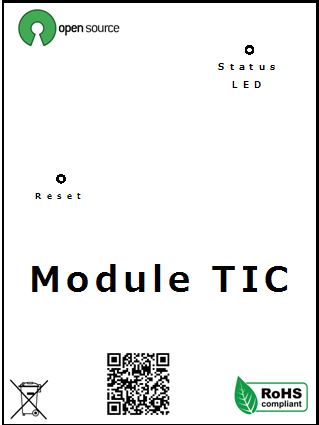 open source
Status
LED
Reset
Module TIC
RoHS
compliant